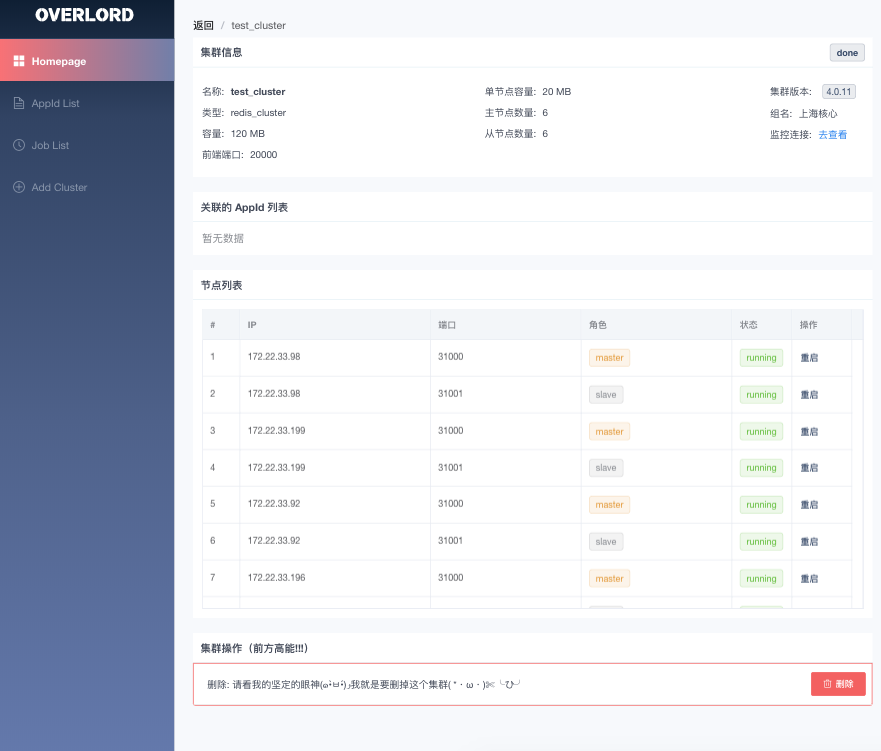 OVERLORD
Homepage
AppId List
Job List
Add Cluster
返回 / test_cluster
集群信息
done
名称: test_cluster
单节点容量: 20 MB
集群版本: 4.0.11
类型: redis_cluster
主节点数量: 6
组名: 上海核心
容量: 120 MB
从节点数量: 6
监控连接: 去查看
前端端口: 20000
关联的 AppId 列表
暂无数据
节点列表
# IP 端口 角色 状态 操作
1 172.22.33.98 31000 master running 重启
2 172.22.33.98 31001 slave running 重启
3 172.22.33.199 31000 master running 重启
4 172.22.33.199 31001 slave running 重启
5 172.22.33.92 31000 master running 重启
6 172.22.33.92 31001 slave running 重启
7 172.22.33.196 31000 master running 重启
集群操作（前方高能!!!）
删除: 请看我的坚定的眼神(๑•̀ㅂ•́)و我就是要删掉这个集群( *・ω・)✄╰ひ╯
删除